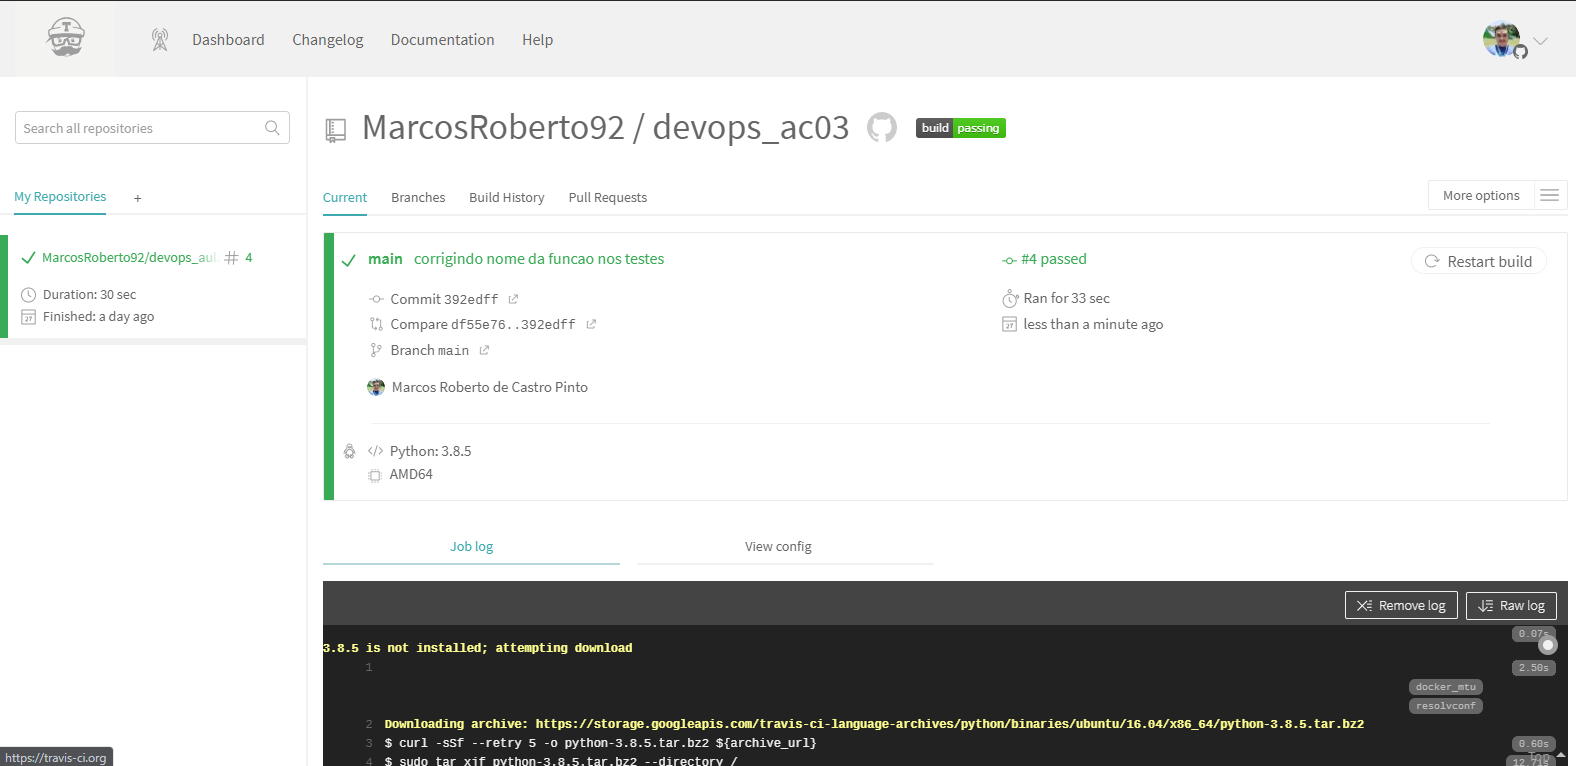 Dashboard Changelog Documentation Help
Search all repositories
My Repositories +
MarcosRoberto92/devops_aul # 4
Duration: 30 sec
Finished: a day ago
MarcosRoberto92 / devops_ac03 build passing
Current Branches Build History Pull Requests More options
main corrigindo nome da funcao nos testes
Commit 392edff
Compare df55e76..392edff
Branch main
Marcos Roberto de Castro Pinto
#4 passed
Ran for 33 sec
less than a minute ago
Restart build
Python: 3.8.5
AMD64
Job log View config
Remove log Raw log
3.8.5 is not installed; attempting download 0.07s
1 2.50s
docker_mtu
resolvconf
2 Downloading archive: https://storage.googleapis.com/travis-ci-language-archives/python/binaries/ubuntu/16.04/x86_64/python-3.8.5.tar.bz2
3 $ curl -sSf --retry 5 -o python-3.8.5.tar.bz2 ${archive_url} 0.60s
4 $ sudo tar xjf python-3.8.5.tar.bz2 --directory / 12.71s
Top
https://travis-ci.org